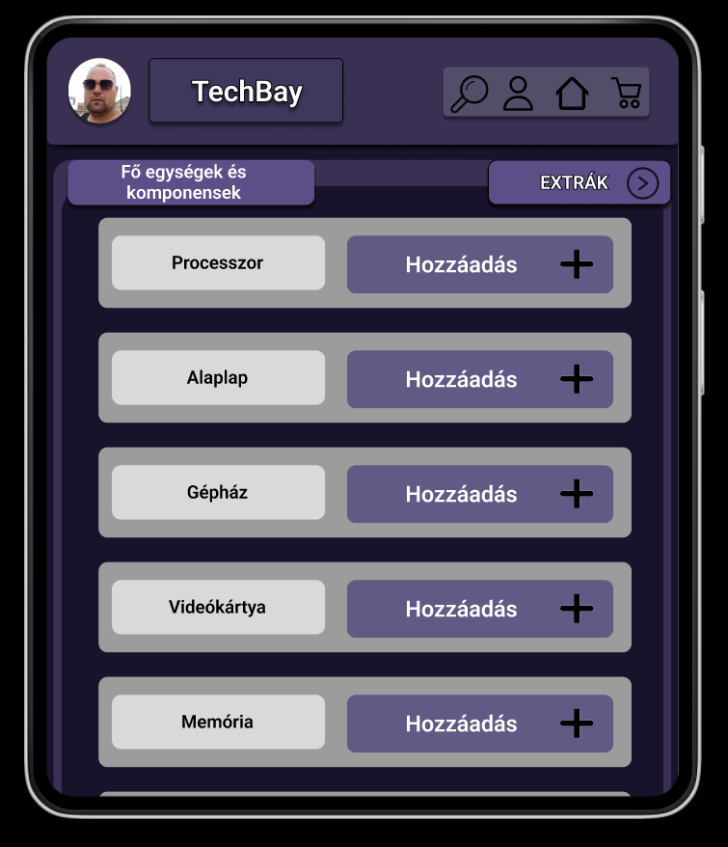 TechBay
Fő egységek és
komponensek
EXTRÁK
Processzor
Hozzáadás
Alaplap
Hozzáadás
Gépház
Hozzáadás
Videókártya
Hozzáadás
Memória
Hozzáadás